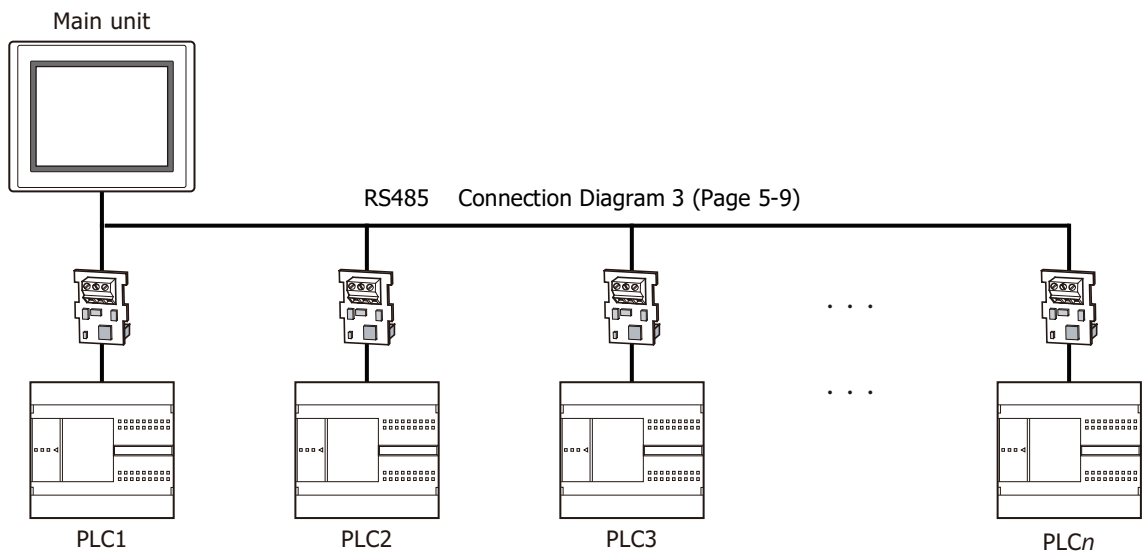 Main unit
RS485 Connection Diagram 3 (Page 5-9)
. . .
. . .
PLC1 PLC2 PLC3 PLCn